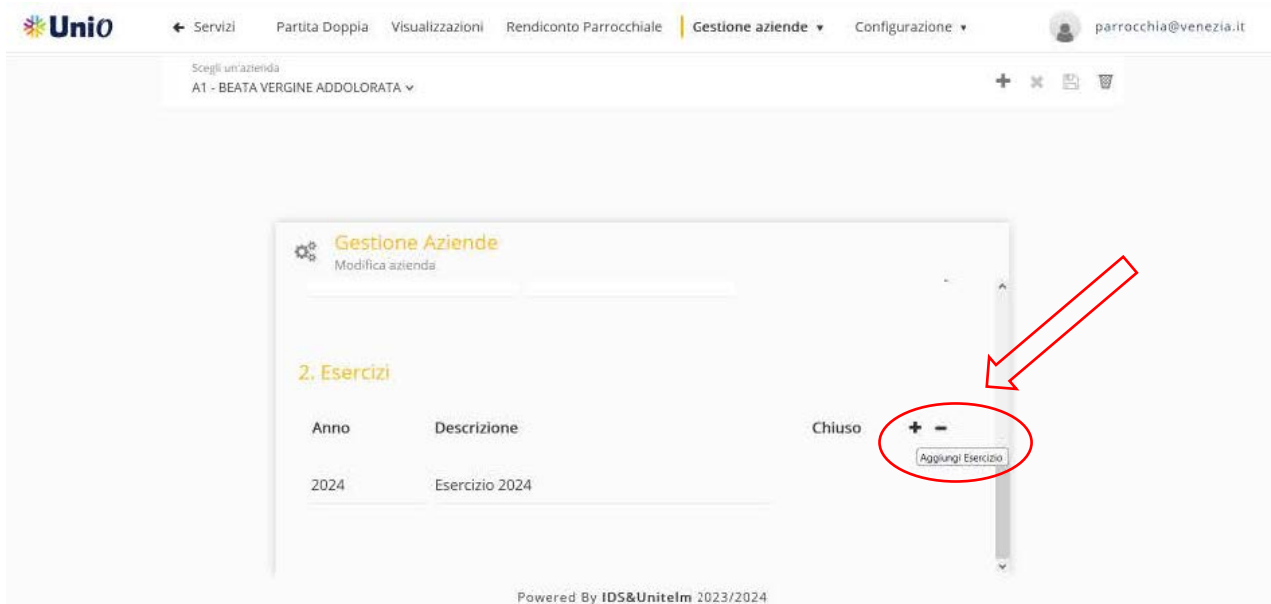 Unio
← Servizi Partita Doppia Visualizzazioni Rendiconto Parrocchiale Gestione aziende ▾ Configurazione ▾ parrocchia@venezia.it
Scegli un'azienda
A1 - BEATA VERGINE ADDOLORATA
Gestione Aziende
Modifica azienda
2. Esercizi
Anno Descrizione Chiuso + −
Aggiungi Esercizio
2024 Esercizio 2024
Powered By IDS&Unitelm 2023/2024